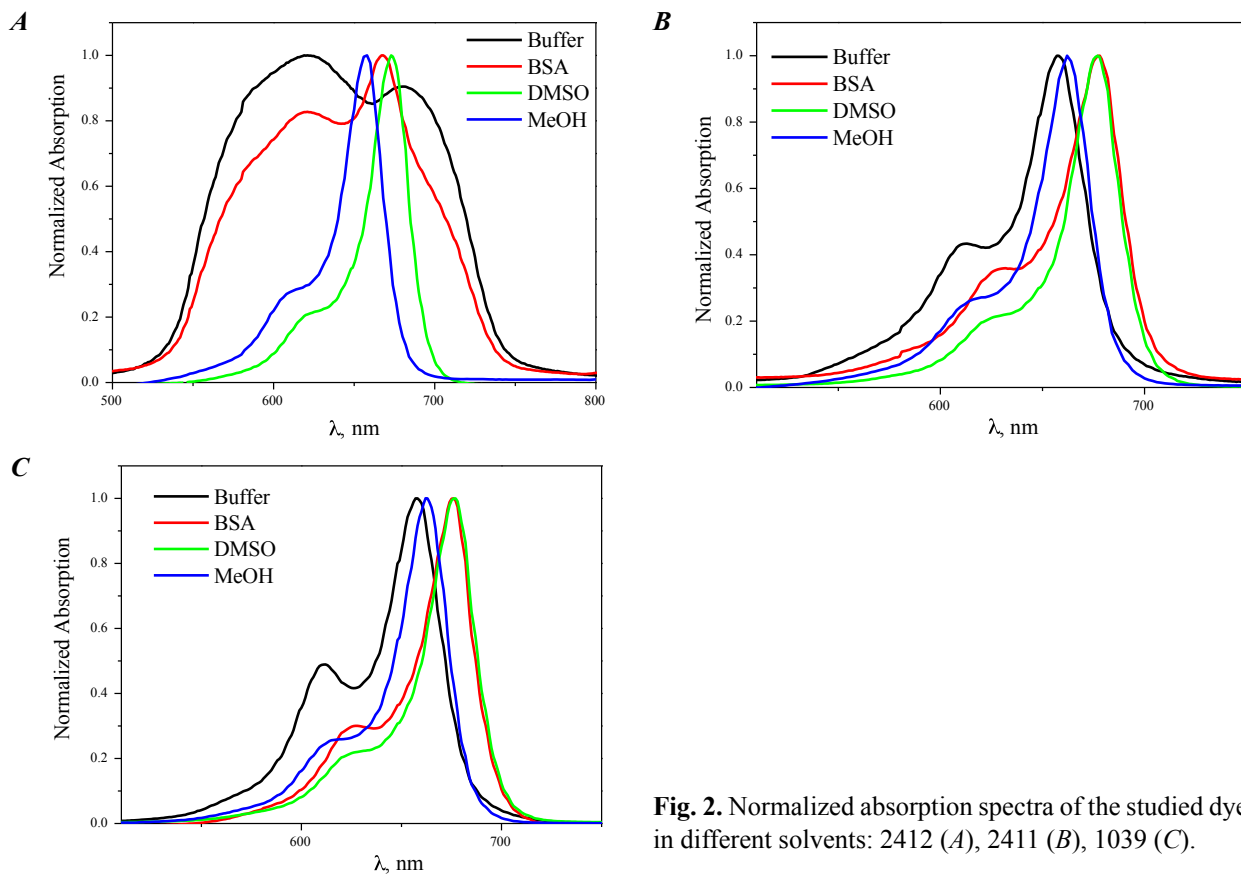 A
Buffer
BSA
DMSO
MeOH
Normalized Absorption
1.0
0.8
0.6
0.4
0.2
0.0
500
600
700
800
λ, nm
B
Buffer
BSA
DMSO
MeOH
Normalized Absorption
1.0
0.8
0.6
0.4
0.2
0.0
600
700
λ, nm
C
Buffer
BSA
DMSO
MeOH
Normalized Absorption
1.0
0.8
0.6
0.4
0.2
0.0
600
700
λ, nm
Fig. 2. Normalized absorption spectra of the studied dye
in different solvents: 2412 (A), 2411 (B), 1039 (C).